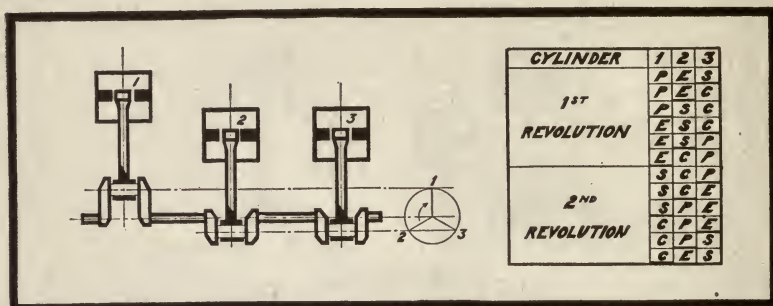 1
2
3
1
2
3
CYLINDER 1 2 3
1ST REVOLUTION
P E S
P E C
P S C
E S C
E S P
E C P
2ND REVOLUTION
S C P
S C E
S P E
C P E
C P S
C E S